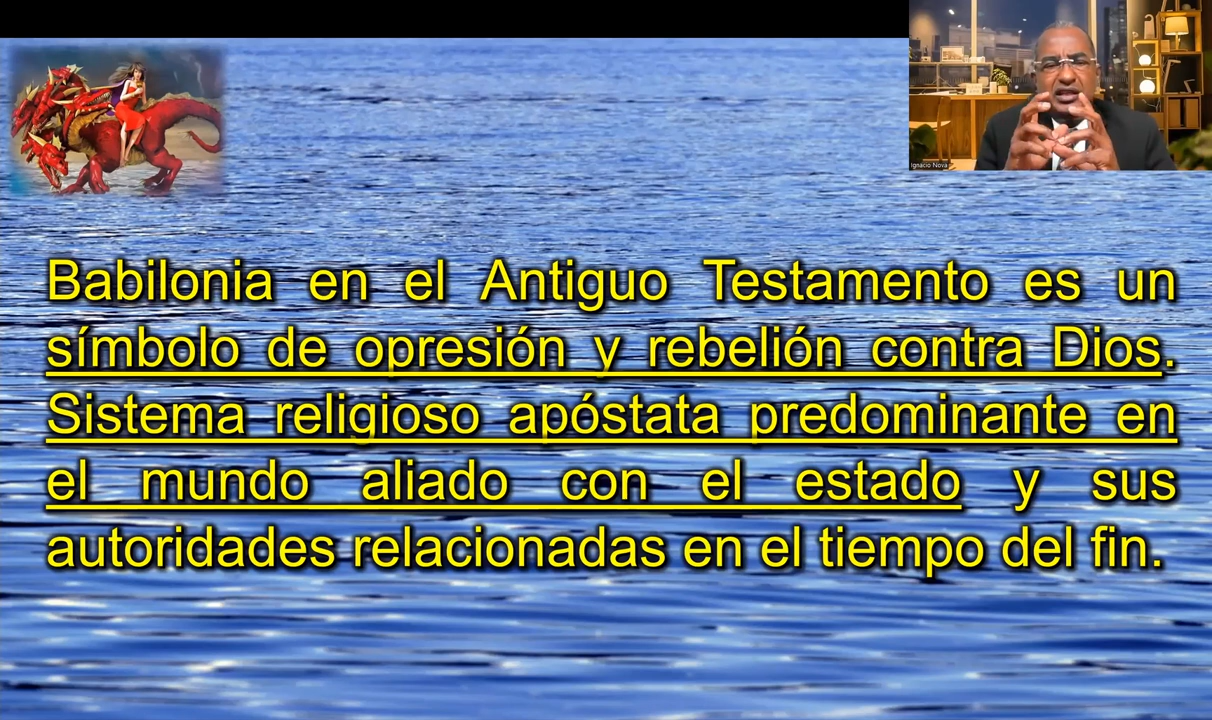 Ignacio Nova
Babilonia en el Antiguo Testamento es un
símbolo de opresión y rebelión contra Dios.
Sistema religioso apóstata predominante en
el mundo aliado con el estado y sus
autoridades relacionadas en el tiempo del fin.